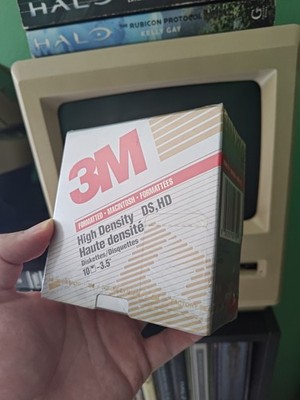 HALO
HALO
THE RUBICON PROTOCOL
KELLY GAY
3M
FORMATTED • MACINTOSH • FORMATTÉES
High Density DS, HD
Haute densité
Diskettes/Disquettes
10 – 3.5"